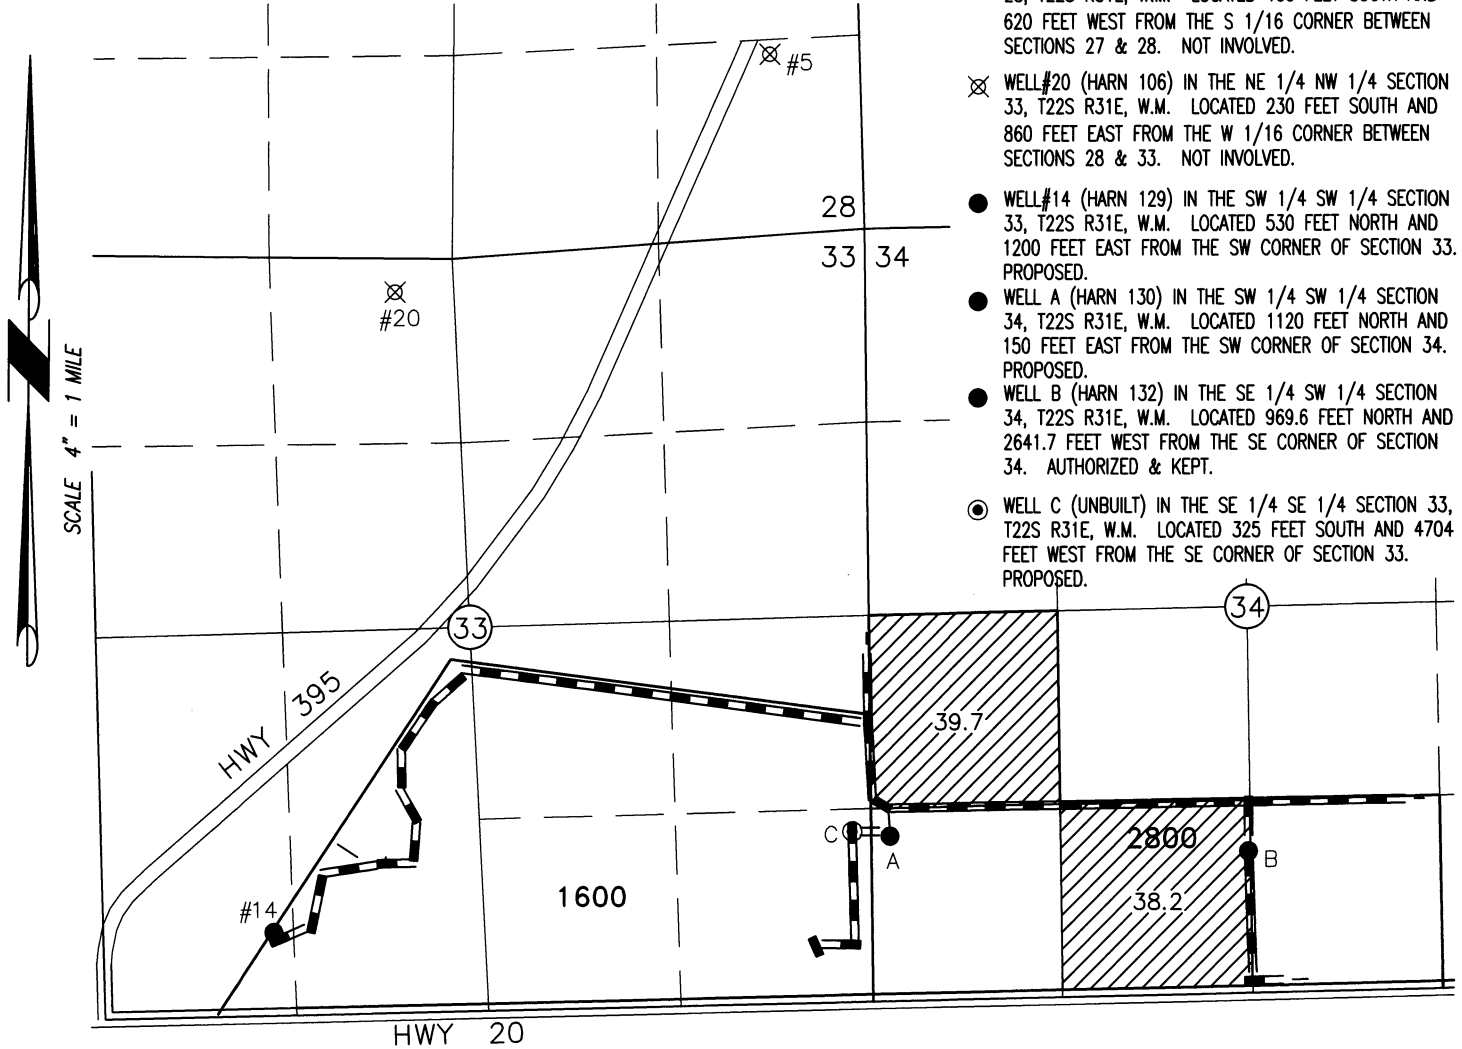 620 FEET WEST FROM THE S 1/16 CORNER BETWEEN
SECTIONS 27 & 28. NOT INVOLVED.
WELL#20 (HARN 106) IN THE NE 1/4 NW 1/4 SECTION
33, T22S R31E, W.M. LOCATED 230 FEET SOUTH AND
860 FEET EAST FROM THE W 1/16 CORNER BETWEEN
SECTIONS 28 & 33. NOT INVOLVED.
WELL#14 (HARN 129) IN THE SW 1/4 SW 1/4 SECTION
33, T22S R31E, W.M. LOCATED 530 FEET NORTH AND
1200 FEET EAST FROM THE SW CORNER OF SECTION 33.
PROPOSED.
WELL A (HARN 130) IN THE SW 1/4 SW 1/4 SECTION
34, T22S R31E, W.M. LOCATED 1120 FEET NORTH AND
150 FEET EAST FROM THE SW CORNER OF SECTION 34.
PROPOSED.
WELL B (HARN 132) IN THE SE 1/4 SW 1/4 SECTION
34, T22S R31E, W.M. LOCATED 969.6 FEET NORTH AND
2641.7 FEET WEST FROM THE SE CORNER OF SECTION
34. AUTHORIZED & KEPT.
WELL C (UNBUILT) IN THE SE 1/4 SE 1/4 SECTION 33,
T22S R31E, W.M. LOCATED 325 FEET SOUTH AND 4704
FEET WEST FROM THE SE CORNER OF SECTION 33.
PROPOSED.
#5
28
33 34
#20
SCALE 4" = 1 MILE
33
34
HWY 395
39.7
C
A
2800
B
38.2
1600
#14
HWY 20